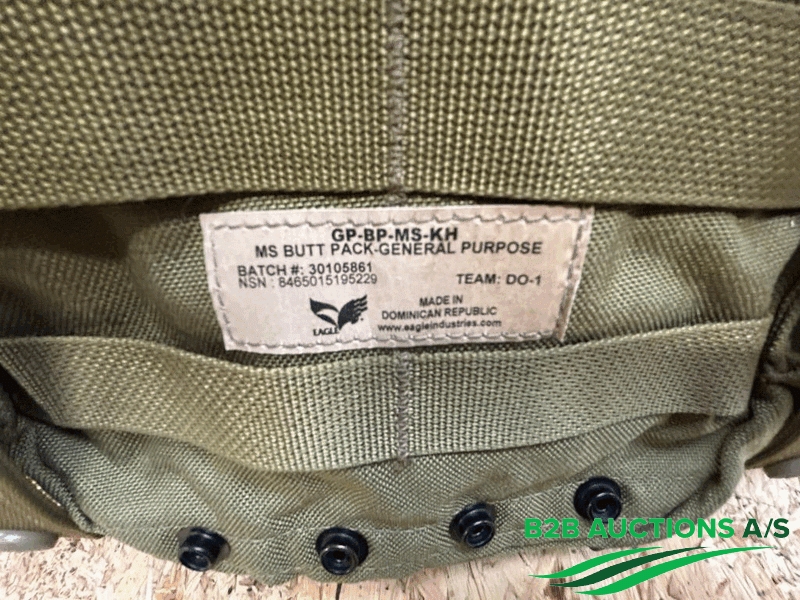 GP-BP-MS-KH
MS BUTT PACK-GENERAL PURPOSE
BATCH #: 30105861
NSN : 8465015195229
TEAM: DO-1
EAGLE
MADE IN
DOMINICAN REPUBLIC
www.eagleindustries.com
B2B AUCTIONS A/S